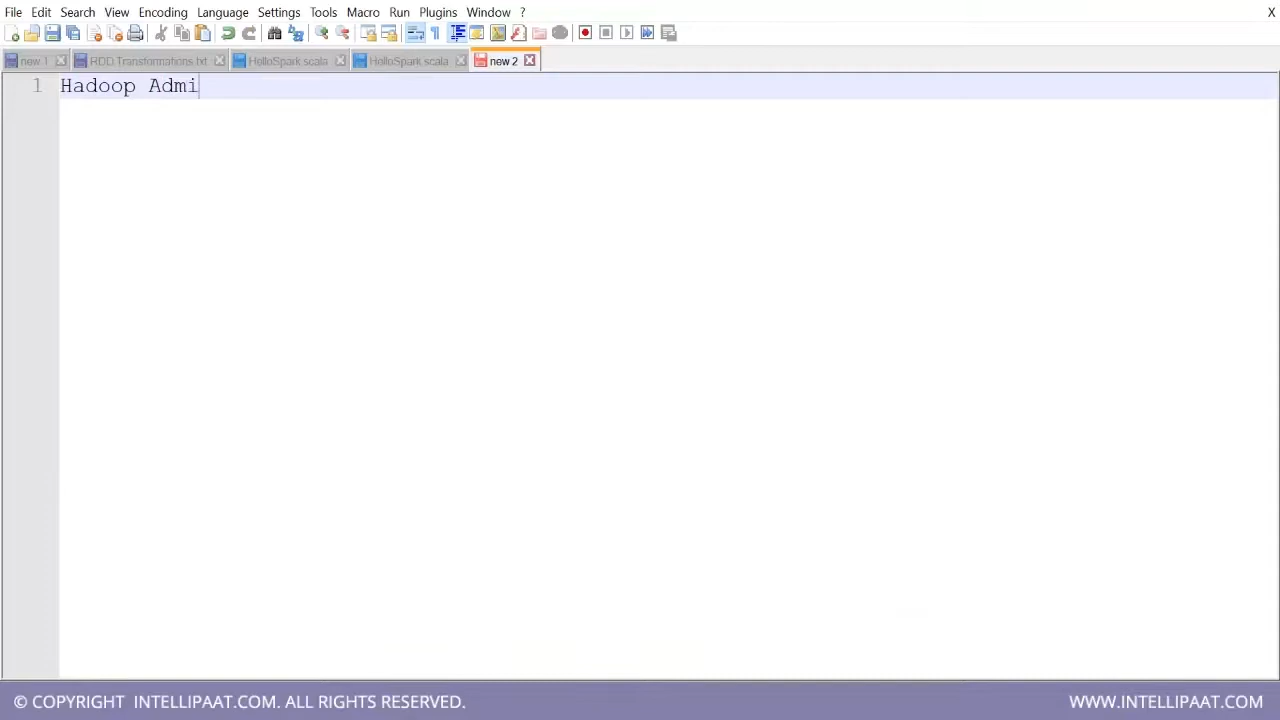 File Edit Search View Encoding Language Settings Tools Macro Run Plugins Window ? X
new 1 RDD Transformations.txt HelloSpark.scala HelloSpark.scala new 2
1 Hadoop Admi
© COPYRIGHT INTELLIPAAT.COM. ALL RIGHTS RESERVED. WWW.INTELLIPAAT.COM